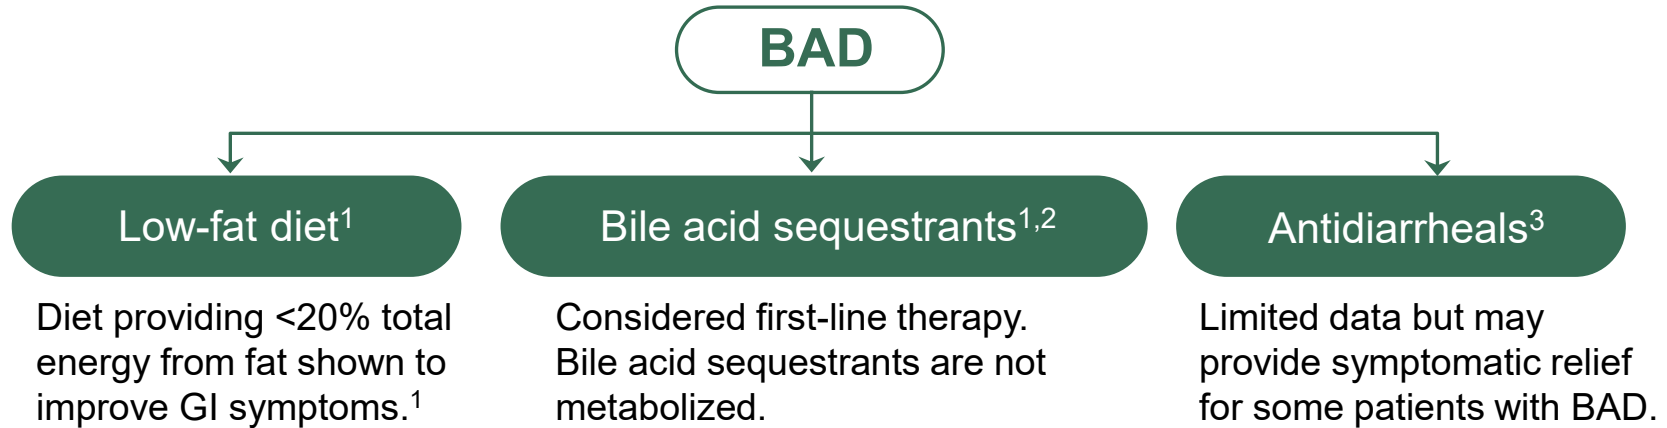 BAD
Low-fat diet1
Diet providing <20% total
energy from fat shown to
improve GI symptoms.1
Bile acid sequestrants1,2
Considered first-line therapy.
Bile acid sequestrants are not
metabolized.
Antidiarrheals3
Limited data but may
provide symptomatic relief
for some patients with BAD.